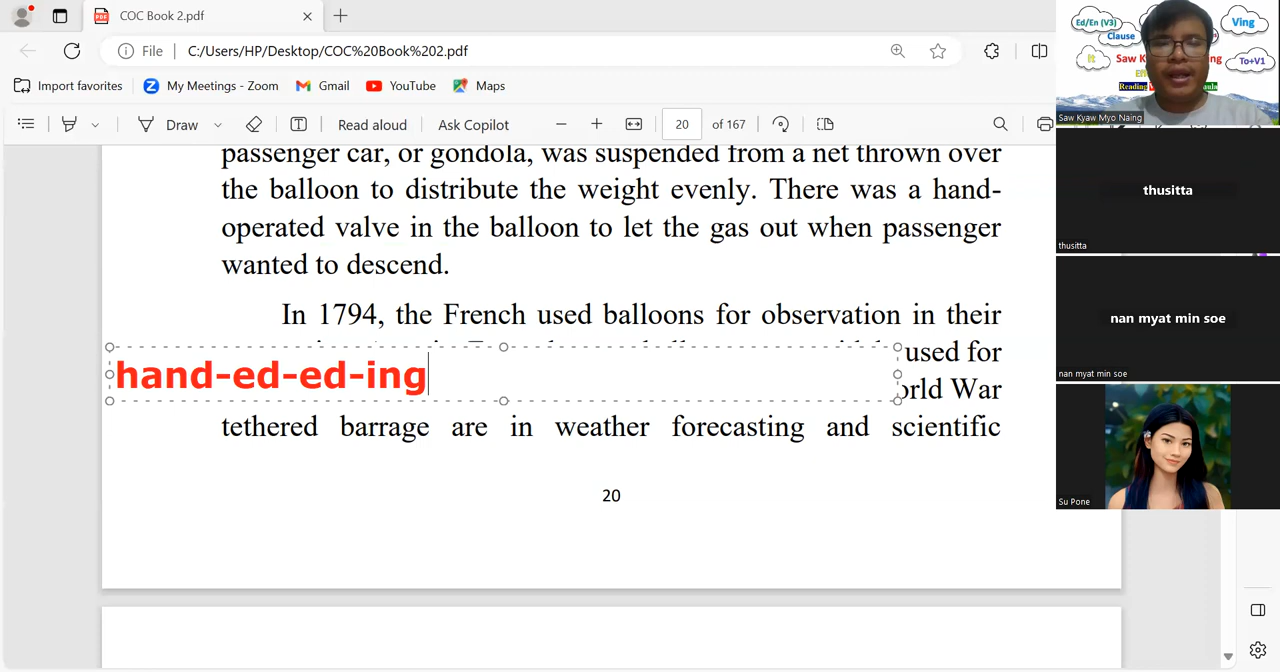 COC Book 2.pdf
File C:/Users/HP/Desktop/COC%20Book%202.pdf
Import favorites My Meetings - Zoom Gmail YouTube Maps
Draw Read aloud Ask Copilot 20 of 167
passenger car, or gondola, was suspended from a net thrown over
the balloon to distribute the weight evenly. There was a hand-
operated valve in the balloon to let the gas out when passenger
wanted to descend.
In 1794, the French used balloons for observation in their
used for
hand-ed-ed-ing
orld War
tethered barrage are in weather forecasting and scientific
20
Ed/En (V3)
Clause
Ving
It
To+V1
Saw Kyaw Myo Naing
thusitta
thusitta
nan myat min soe
nan myat min soe
Su Pone